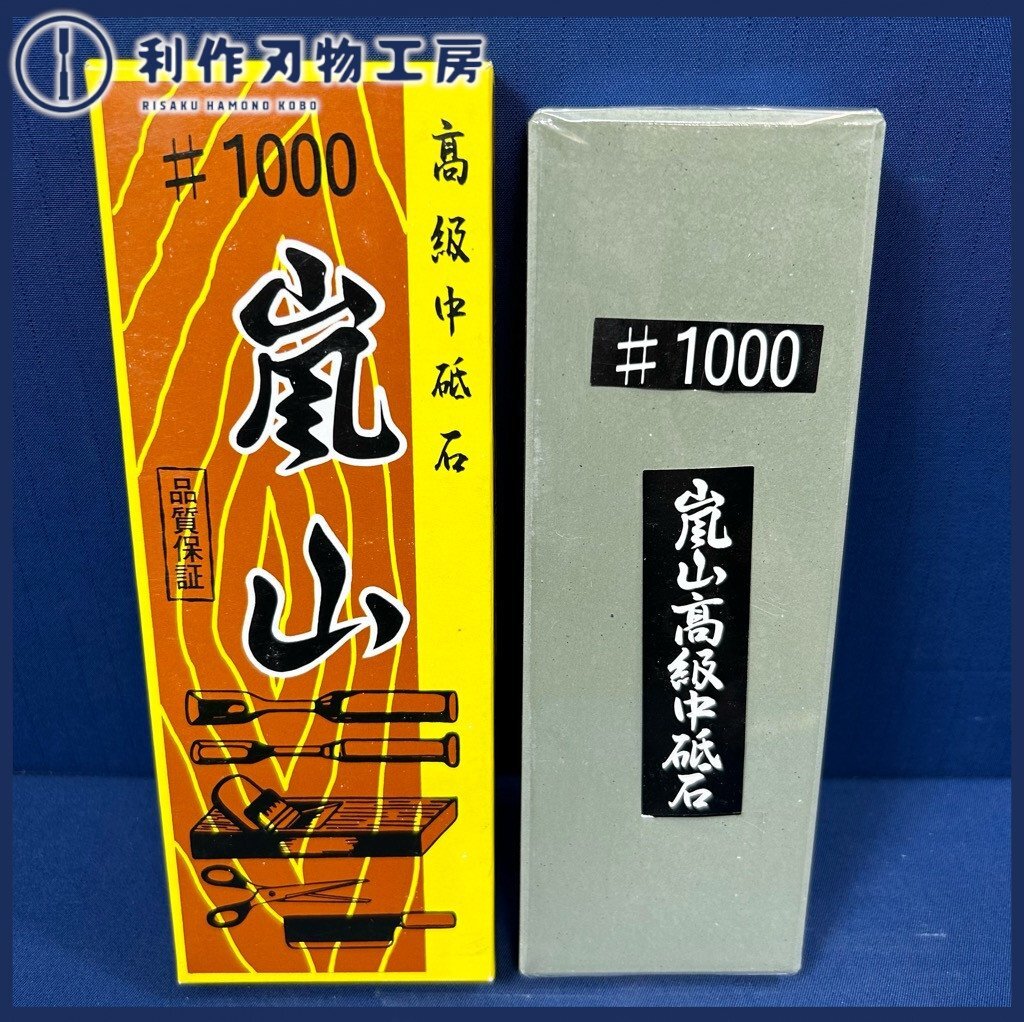 利作刃物工房
RISAKU HAMONO KOBO
#1000
嵐山
高級中砥石
品質保証
#1000
嵐山高級中砥石